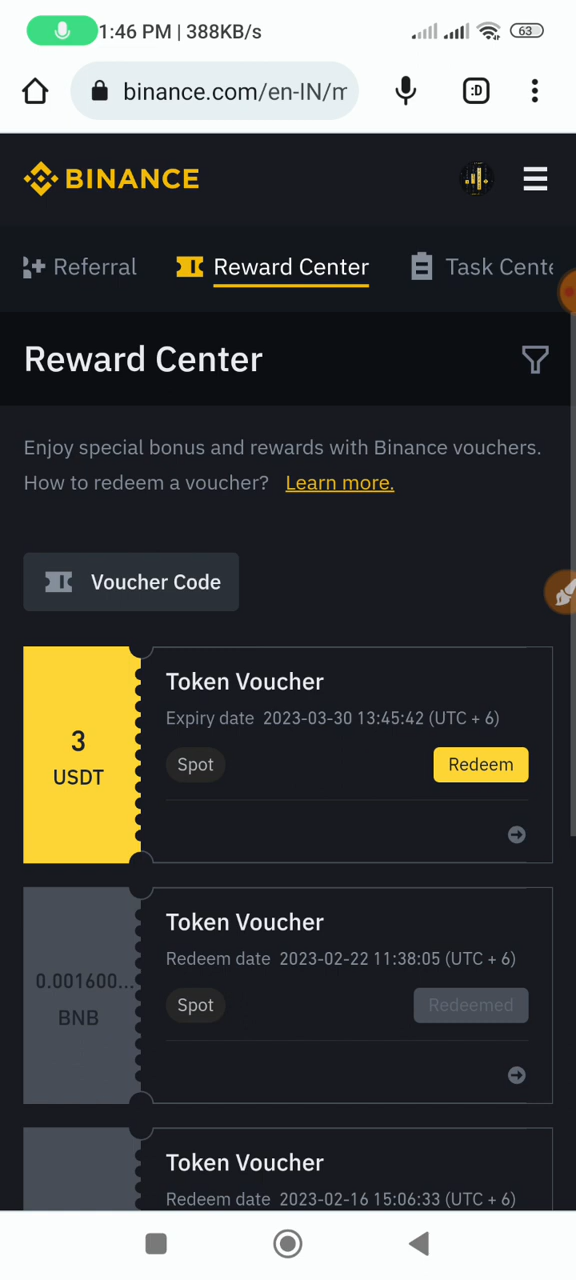 1:46 PM | 388KB/s
63
binance.com/en-IN/m
:D
BINANCE
Referral
Reward Center
Task Cente
Reward Center
Enjoy special bonus and rewards with Binance vouchers.
How to redeem a voucher? Learn more.
Voucher Code
Token Voucher
Expiry date 2023-03-30 13:45:42 (UTC + 6)
3
USDT
Spot
Redeem
Token Voucher
Redeem date 2023-02-22 11:38:05 (UTC + 6)
0.001600...
BNB
Spot
Redeemed
Token Voucher
Redeem date 2023-02-16 15:06:33 (UTC + 6)